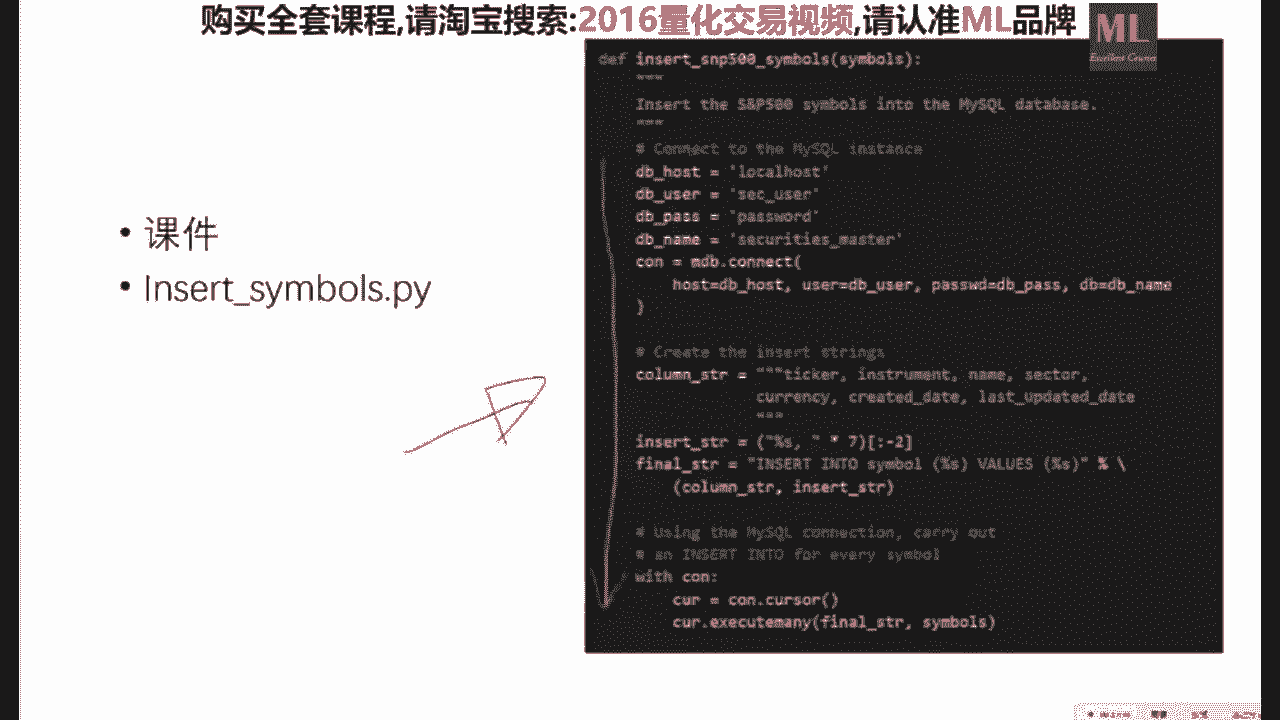 购买全套课程,请淘宝搜索:2016量化交易视频,请认准ML品牌
ML
Excellent Course
• 课件
• Insert_symbols.py
def insert_snp500_symbols(symbols):
"""
Insert the S&P500 symbols into the MySQL database.
"""
# Connect to the MySQL instance
db_host = 'localhost'
db_user = 'sec_user'
db_pass = 'password'
db_name = 'securities_master'
con = mdb.connect(
host=db_host, user=db_user, passwd=db_pass, db=db_name
)
# Create the insert strings
column_str = """ticker, instrument, name, sector,
currency, created_date, last_updated_date
"""
insert_str = ("%s, " * 7)[:-2]
final_str = "INSERT INTO symbol (%s) VALUES (%s)" % \
(column_str, insert_str)
# Using the MySQL connection, carry out
# an INSERT INTO for every symbol
with con:
cur = con.cursor()
cur.executemany(final_str, symbols)